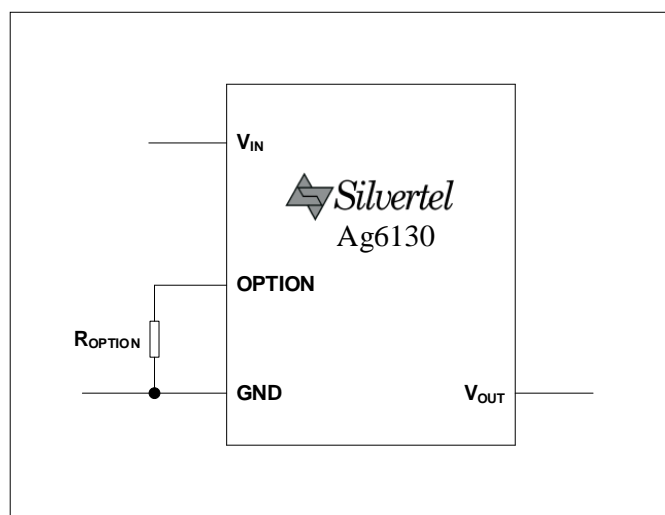 VIN
Silvertel
Ag6130
OPTION
ROPTION
GND
VOUT